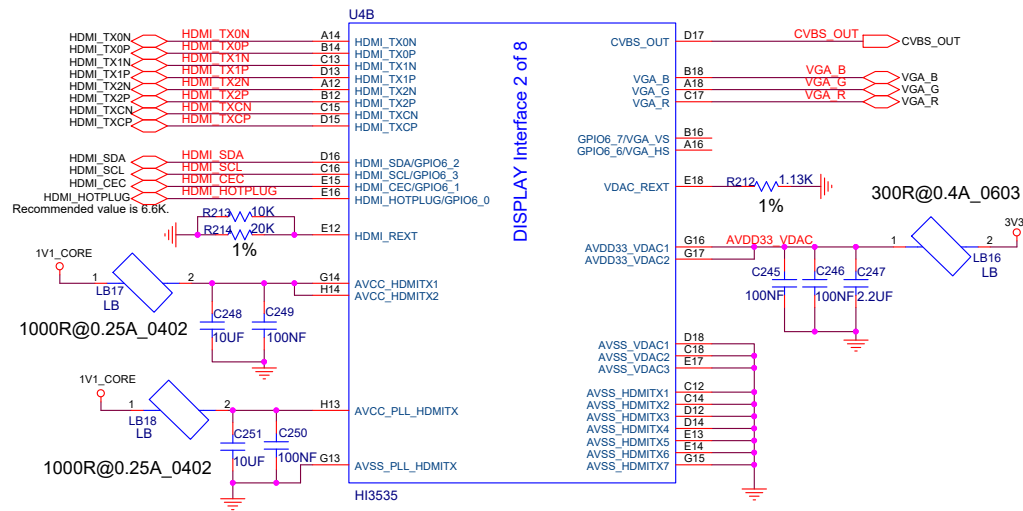 U4B
HDMI_TX0N HDMI_TX0N A14 HDMI_TX0N
HDMI_TX0P HDMI_TX0P B14 HDMI_TX0P
HDMI_TX1N HDMI_TX1N C13 HDMI_TX1N
HDMI_TX1P HDMI_TX1P D13 HDMI_TX1P
HDMI_TX2N HDMI_TX2N A12 HDMI_TX2N
HDMI_TX2P HDMI_TX2P B12 HDMI_TX2P
HDMI_TXCN HDMI_TXCN C15 HDMI_TXCN
HDMI_TXCP HDMI_TXCP D15 HDMI_TXCP
HDMI_SDA HDMI_SDA D16 HDMI_SDA/GPIO6_2
HDMI_SCL HDMI_SCL C16 HDMI_SCL/GPIO6_3
HDMI_CEC HDMI_CEC E15 HDMI_CEC/GPIO6_1
HDMI_HOTPLUG HDMI_HOTPLUG E16 HDMI_HOTPLUG/GPIO6_0
Recommended value is 6.6K.
R213 10K
R214 20K E12 HDMI_REXT
1%
1V1_CORE
1 2 G14 AVCC_HDMITX1
LB17 H14 AVCC_HDMITX2
LB
C248 C249
10UF 100NF
1000R@0.25A_0402
1V1_CORE
1 2 H13 AVCC_PLL_HDMITX
LB18
LB
C251 C250
10UF 100NF
G13 AVSS_PLL_HDMITX
1000R@0.25A_0402
HI3535
DISPLAY Interface 2 of 8
CVBS_OUT D17 CVBS_OUT CVBS_OUT
VGA_B B18 VGA_B VGA_B
VGA_G A18 VGA_G VGA_G
VGA_R C17 VGA_R VGA_R
GPIO6_7/VGA_VS B16
GPIO6_6/VGA_HS A16
VDAC_REXT E18 R212 1.13K
1%
300R@0.4A_0603
3V3
AVDD33_VDAC1 G16 AVDD33_VDAC 1 2
AVDD33_VDAC2 G17 LB16
LB
C245 C246 C247
100NF 100NF 2.2UF
AVSS_VDAC1 D18
AVSS_VDAC2 C18
AVSS_VDAC3 E17
AVSS_HDMITX1 C12
AVSS_HDMITX2 C14
AVSS_HDMITX3 D12
AVSS_HDMITX4 D14
AVSS_HDMITX5 E13
AVSS_HDMITX6 E14
AVSS_HDMITX7 G15